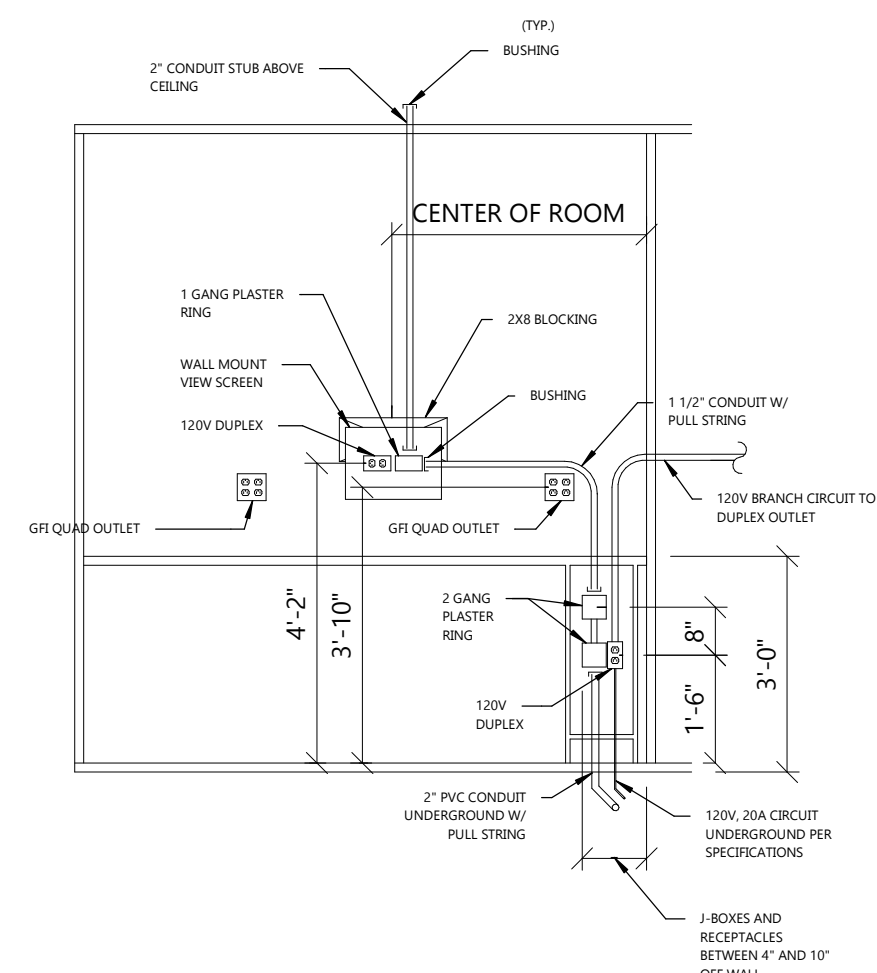 (TYP.)
BUSHING
2" CONDUIT STUB ABOVE
CEILING
CENTER OF ROOM
1 GANG PLASTER
RING
2X8 BLOCKING
WALL MOUNT
VIEW SCREEN
BUSHING
1 1/2" CONDUIT W/
PULL STRING
120V DUPLEX
120V BRANCH CIRCUIT TO
DUPLEX OUTLET
GFI QUAD OUTLET
GFI QUAD OUTLET
4'-2"
3'-10"
2 GANG
PLASTER
RING
8"
3'-0"
1'-6"
120V
DUPLEX
2" PVC CONDUIT
UNDERGROUND W/
PULL STRING
120V, 20A CIRCUIT
UNDERGROUND PER
SPECIFICATIONS
J-BOXES AND
RECEPTACLES
BETWEEN 4" AND 10"
OFF WALL